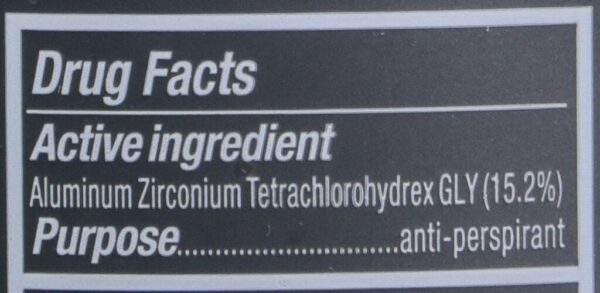 Drug Facts
Active ingredient
Aluminum Zirconium Tetrachlorohydrex GLY (15.2%)
Purpose..............................anti-perspirant